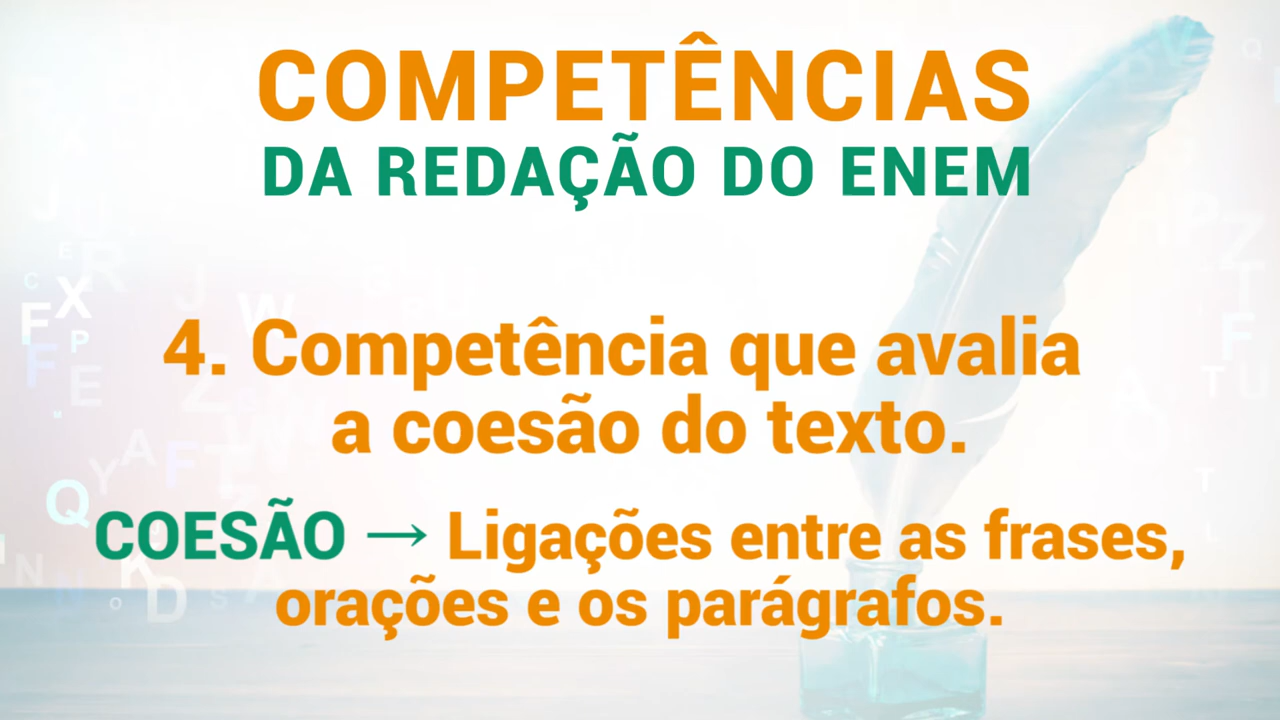 COMPETÊNCIAS
DA REDAÇÃO DO ENEM
4. Competência que avalia
a coesão do texto.
COESÃO → Ligações entre as frases,
orações e os parágrafos.